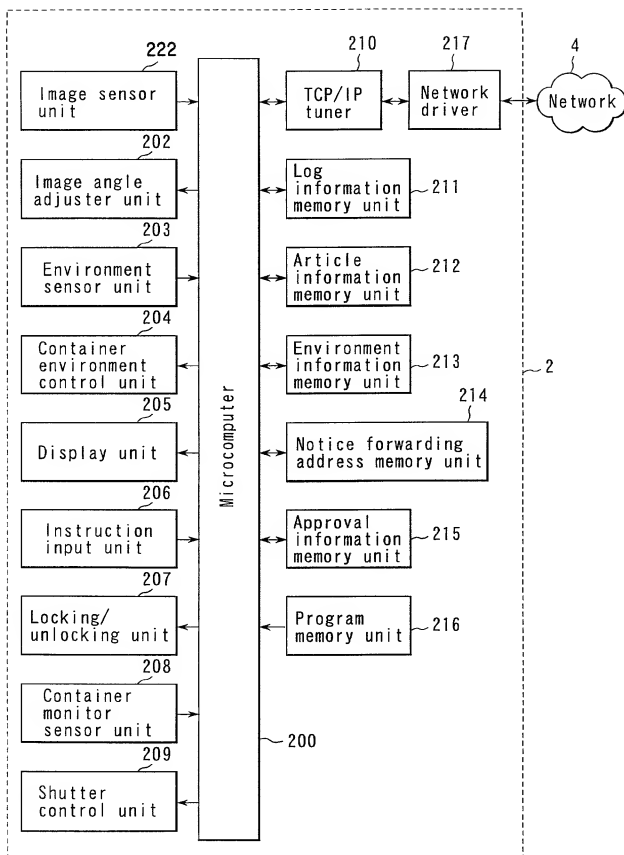 222
Image sensor
unit
202
Image angle
adjuster unit
203
Environment
sensor unit
204
Container
environment
control unit
205
Display unit
206
Instruction
input unit
207
Locking/
unlocking unit
208
Container
monitor
sensor unit
209
Shutter
control unit
Microcomputer
200
210
TCP/IP
tuner
217
Network
driver
4
Network
Log
information
memory unit
211
Article
information
memory unit
212
Environment
information
memory unit
213
2
214
Notice forwarding
address memory unit
Approval
information
memory unit
215
Program
memory unit
216